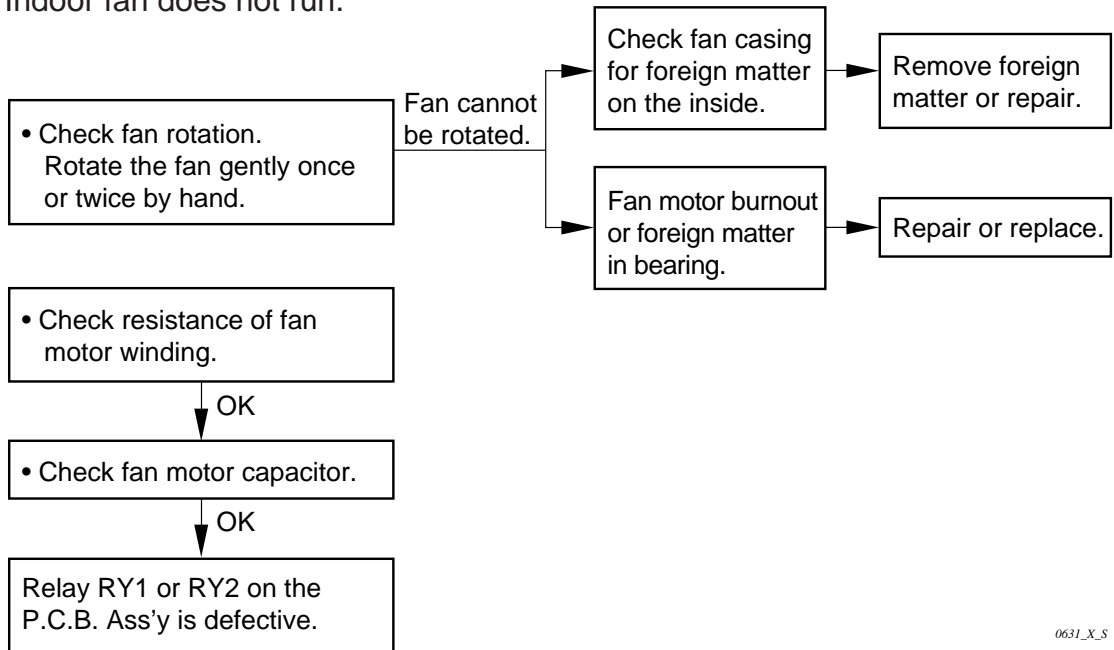 Indoor fan does not run.
• Check fan rotation.
Rotate the fan gently once
or twice by hand.
Fan cannot
be rotated.
Check fan casing
for foreign matter
on the inside.
Remove foreign
matter or repair.
Fan motor burnout
or foreign matter
in bearing.
Repair or replace.
• Check resistance of fan
motor winding.
OK
• Check fan motor capacitor.
OK
Relay RY1 or RY2 on the
P.C.B. Ass’y is defective.
0631_X_S